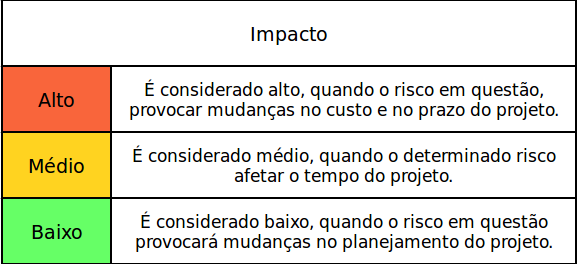 Impacto
Alto
É considerado alto, quando o risco em questão,
provocar mudanças no custo e no prazo do projeto.
Médio
É considerado médio, quando o determinado risco
afetar o tempo do projeto.
Baixo
É considerado baixo, quando o risco em questão
provocará mudanças no planejamento do projeto.